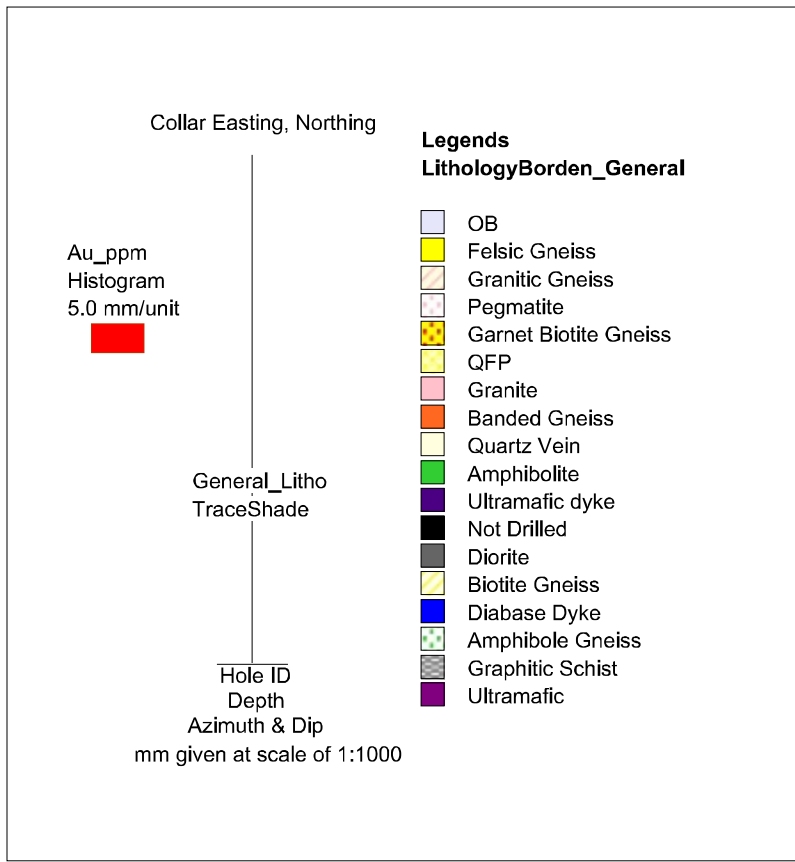 Collar Easting, Northing
Au_ppm
Histogram
5.0 mm/unit
General_Litho
TraceShade
Hole ID
Depth
Azimuth & Dip
mm given at scale of 1:1000
Legends
LithologyBorden_General
OB
Felsic Gneiss
Granitic Gneiss
Pegmatite
Garnet Biotite Gneiss
QFP
Granite
Banded Gneiss
Quartz Vein
Amphibolite
Ultramafic dyke
Not Drilled
Diorite
Biotite Gneiss
Diabase Dyke
Amphibole Gneiss
Graphitic Schist
Ultramafic